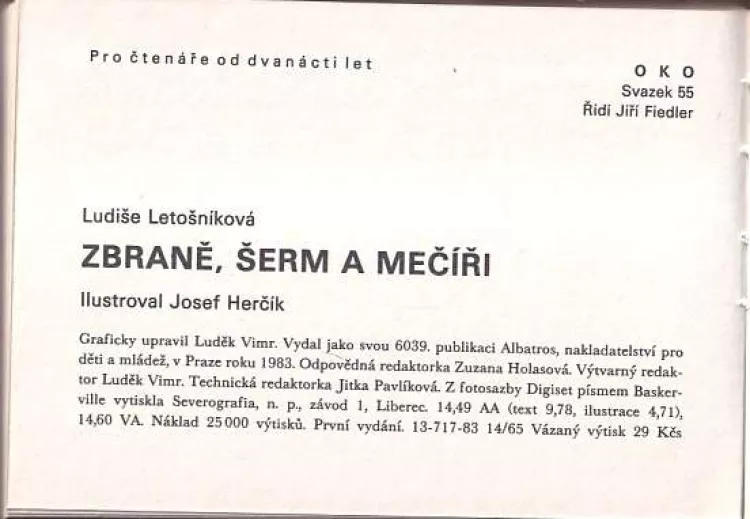 Pro čtenáře od dvanácti let
O K O
Svazek 55
Řídí Jiří Fiedler
Ludiše Letošníková
ZBRANĚ, ŠERM A MEČÍŘI
Ilustroval Josef Herčík
Graficky upravil Luděk Vimr. Vydal jako svou 6039. publikaci Albatros, nakladatelství pro
děti a mládež, v Praze roku 1983. Odpovědná redaktorka Zuzana Holasová. Výtvarný redak-
tor Luděk Vimr. Technická redaktorka Jitka Pavlíková. Z fotosazby Digiset písmem Basker-
ville vytiskla Severografia, n. p., závod 1, Liberec. 14,49 AA (text 9,78, ilustrace 4,71),
14,60 VA. Náklad 25 000 výtisků. První vydání. 13-717-83 14/65 Vázaný výtisk 29 Kčs